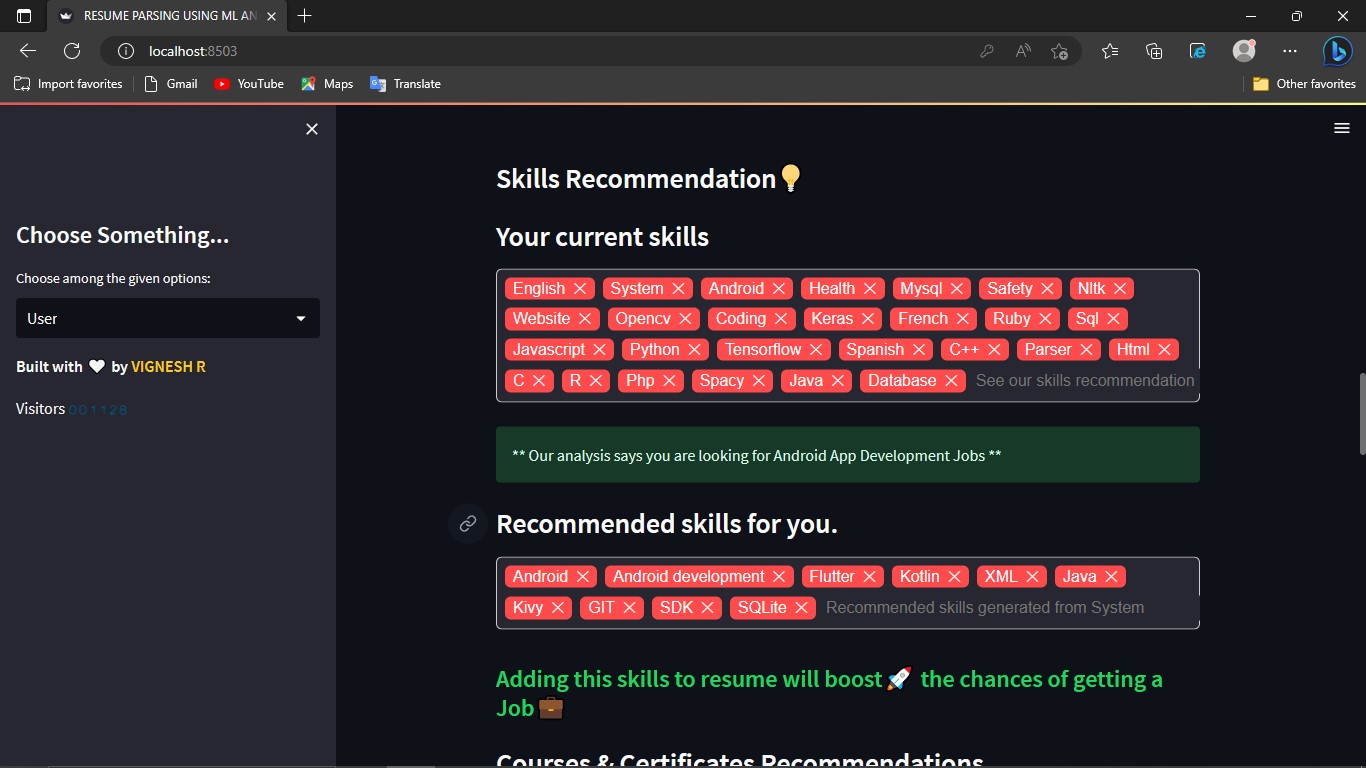 RESUME PARSING USING ML AN
localhost:8503
Import favorites Gmail YouTube Maps Translate Other favorites
Choose Something...
Choose among the given options:
User
Built with by VIGNESH R
Visitors 001128
Skills Recommendation
Your current skills
English System Android Health Mysql Safety Nltk
Website Opencv Coding Keras French Ruby Sql
Javascript Python Tensorflow Spanish C++ Parser Html
C R Php Spacy Java Database See our skills recommendation
** Our analysis says you are looking for Android App Development Jobs **
Recommended skills for you.
Android Android development Flutter Kotlin XML Java
Kivy GIT SDK SQLite Recommended skills generated from System
Adding this skills to resume will boost the chances of getting a
Job
Courses & Certificates Recommendations